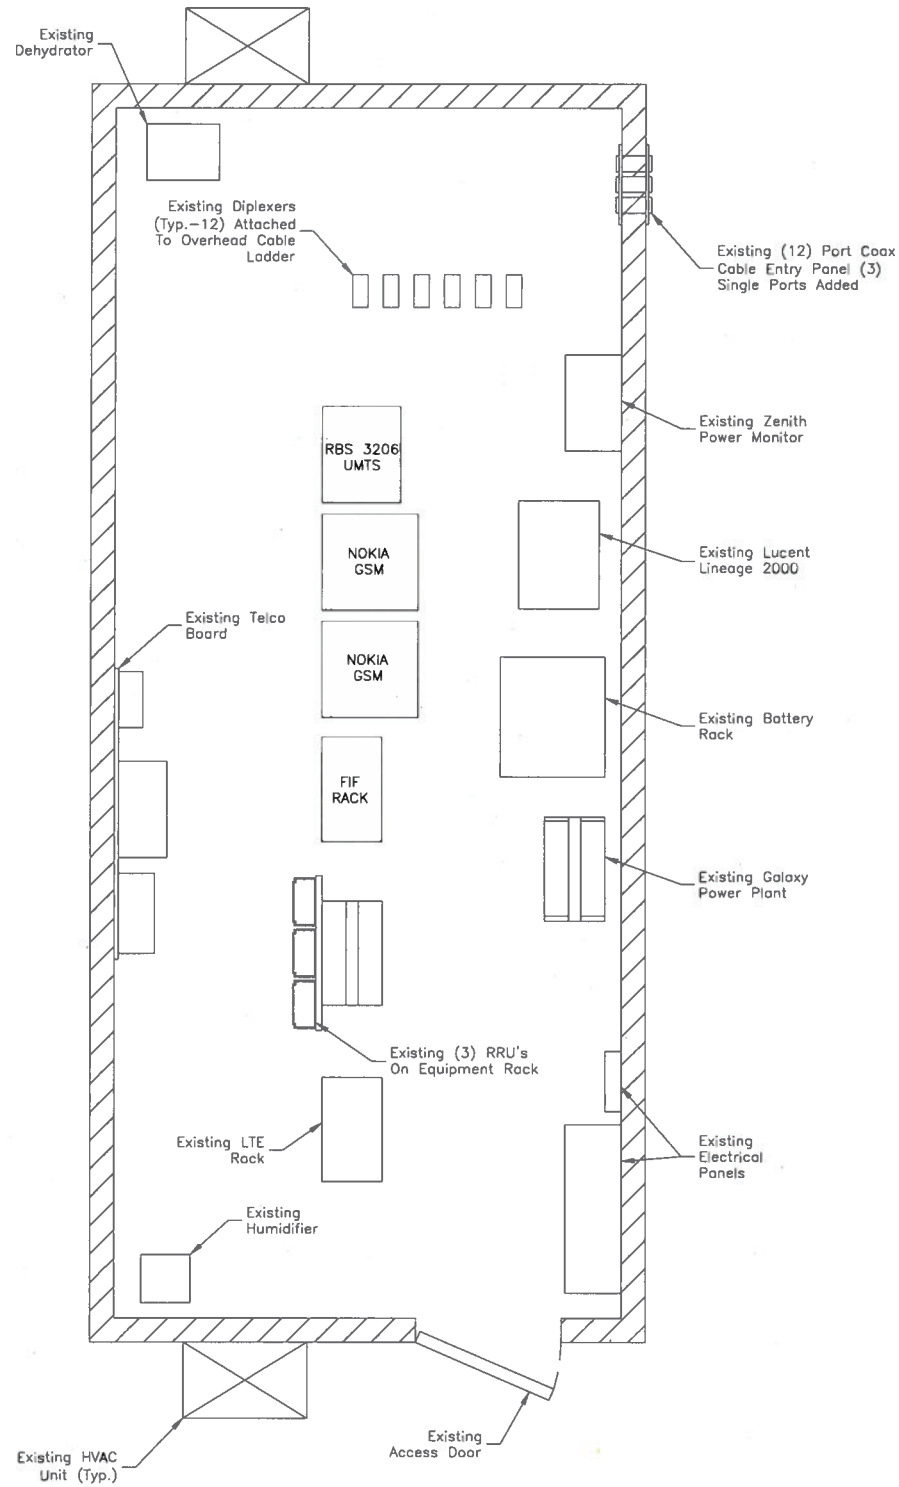 Existing
Dehydrator
Existing Diplexers
(Typ.-12) Attached
To Overhead Cable
Ladder
Existing (12) Port Coax
Cable Entry Panel (3)
Single Ports Added
Existing Zenith
Power Monitor
RBS 3206
UMTS
NOKIA
GSM
Existing Lucent
Lineage 2000
Existing Telco
Board
NOKIA
GSM
Existing Battery
Rack
FIF
RACK
Existing Galaxy
Power Plant
Existing (3) RRU's
On Equipment Rack
Existing LTE
Rack
Existing
Electrical
Panels
Existing
Humidifier
Existing
Access Door
Existing HVAC
Unit (Typ.)